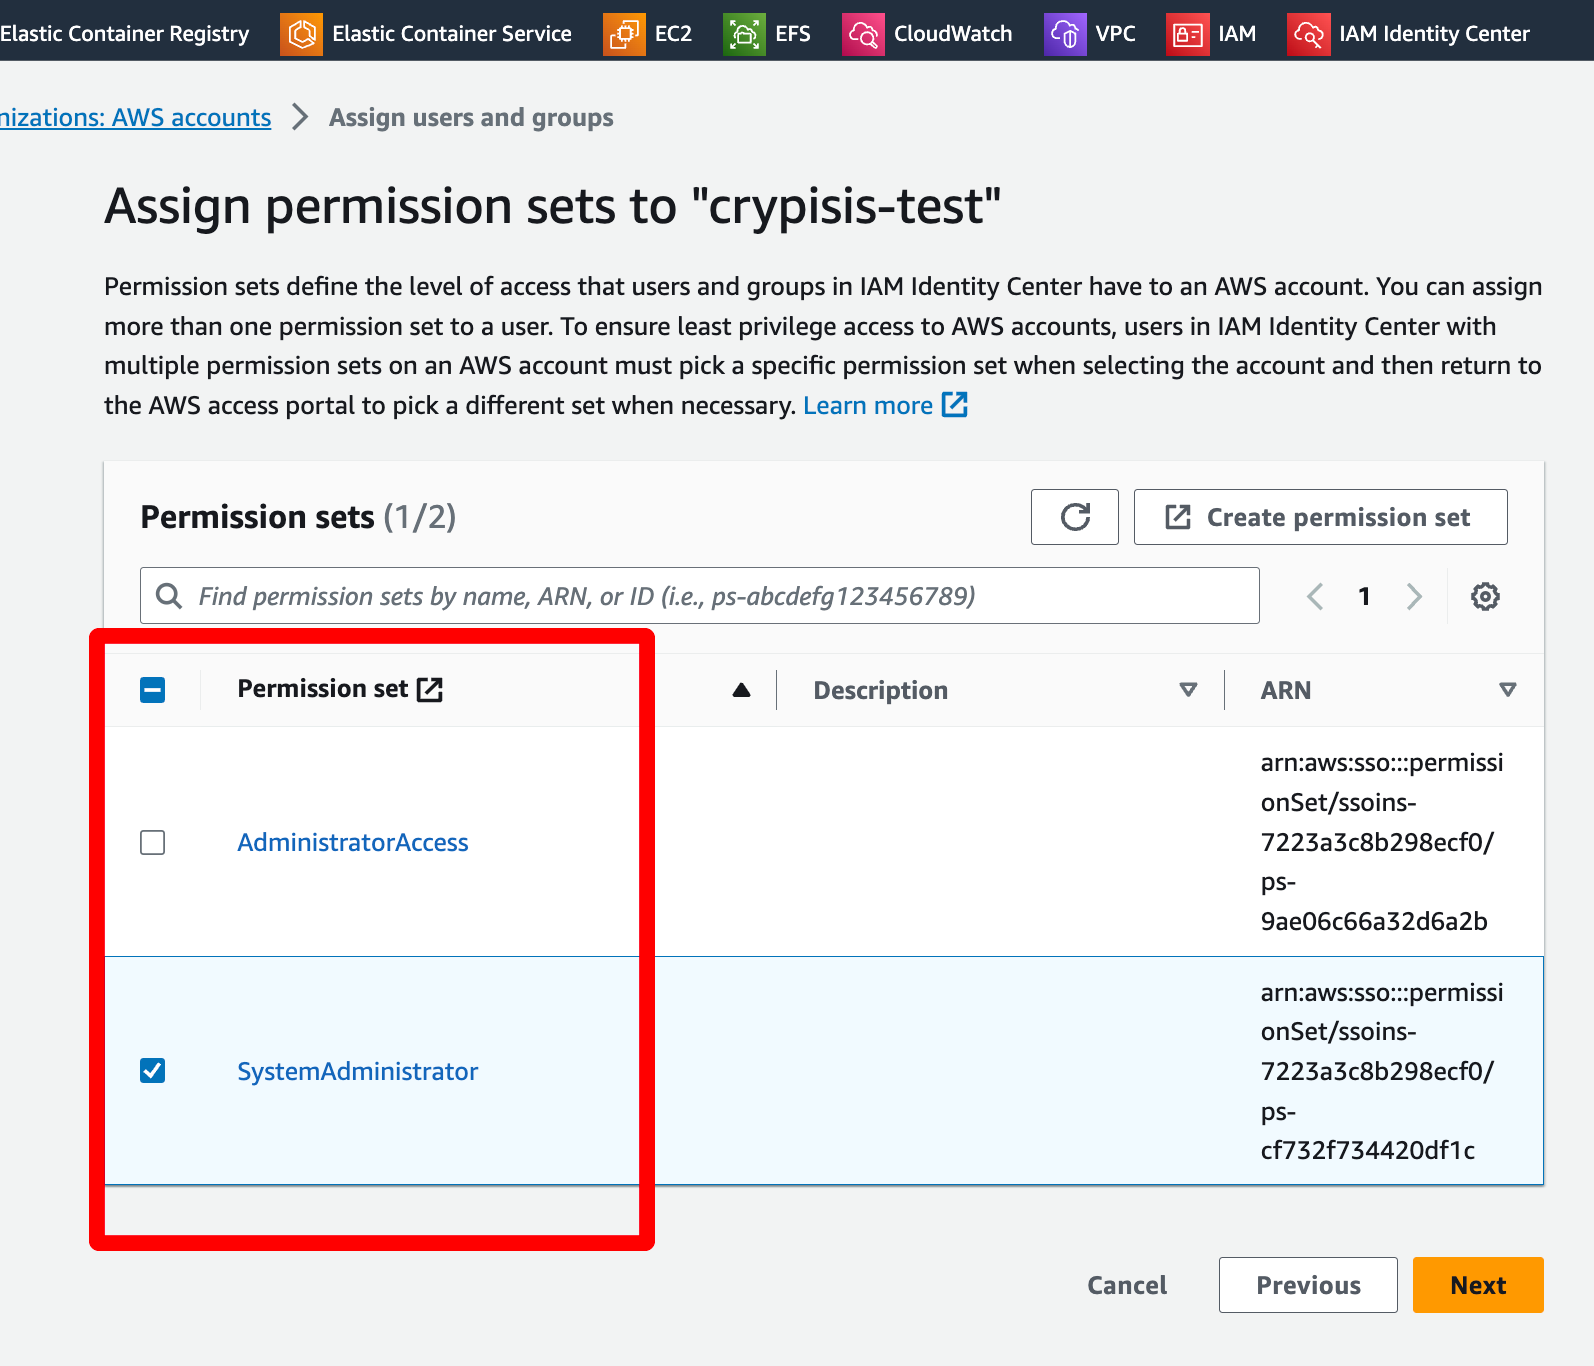 Elastic Container Registry Elastic Container Service EC2 EFS CloudWatch VPC IAM IAM Identity Center
nizations: AWS accounts Assign users and groups
Assign permission sets to "crypisis-test"
Permission sets define the level of access that users and groups in IAM Identity Center have to an AWS account. You can assign
more than one permission set to a user. To ensure least privilege access to AWS accounts, users in IAM Identity Center with
multiple permission sets on an AWS account must pick a specific permission set when selecting the account and then return to
the AWS access portal to pick a different set when necessary. Learn more
Permission sets (1/2)
Create permission set
Find permission sets by name, ARN, or ID (i.e., ps-abcdefg123456789)
1
Permission set Description ARN
AdministratorAccess
arn:aws:sso:::permissi
onSet/ssoins-
7223a3c8b298ecf0/
ps-
9ae06c66a32d6a2b
SystemAdministrator
arn:aws:sso:::permissi
onSet/ssoins-
7223a3c8b298ecf0/
ps-
cf732f734420df1c
Cancel Previous Next